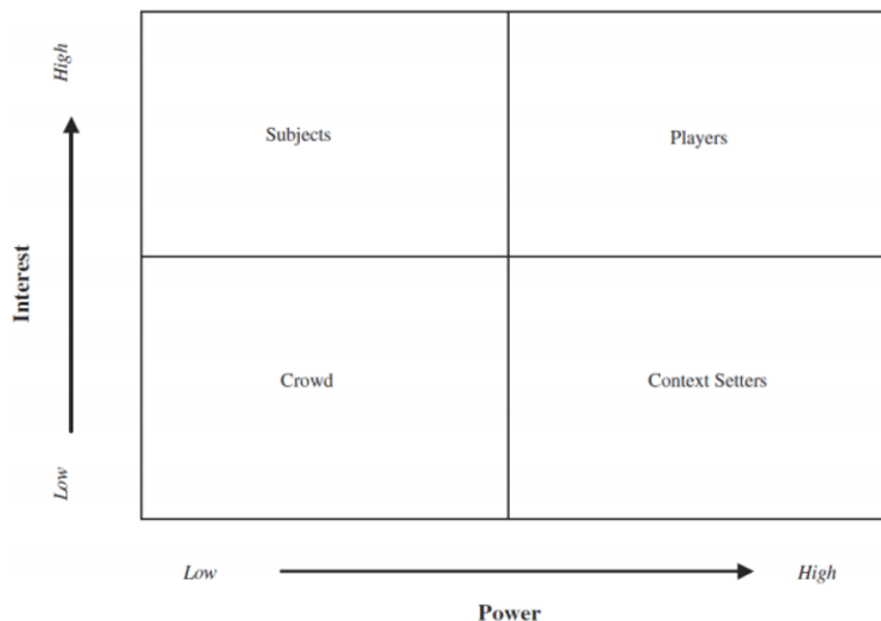 High
Subjects
Players
Interest
Crowd
Context Setters
Low
Low
High
Power